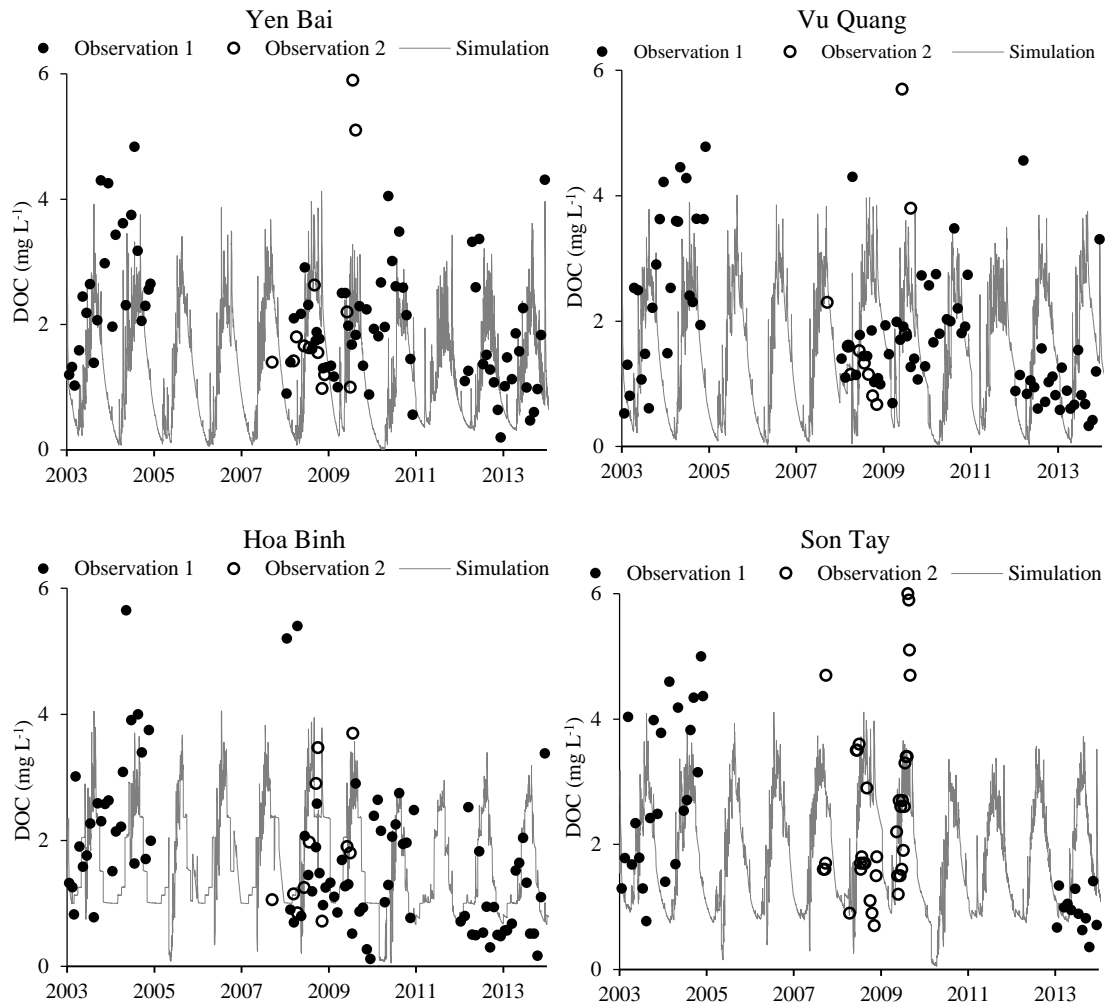 Yen Bai
Observation 1 Observation 2 Simulation
6
4
2
0
DOC (mg L-1)
2003 2005 2007 2009 2011 2013
Vu Quang
Observation 1 Observation 2 Simulation
6
4
2
0
DOC (mg L-1)
2003 2005 2007 2009 2011 2013
Hoa Binh
Observation 1 Observation 2 Simulation
6
4
2
0
DOC (mg L-1)
2003 2005 2007 2009 2011 2013
Son Tay
Observation 1 Observation 2 Simulation
6
4
2
0
DOC (mg L-1)
2003 2005 2007 2009 2011 2013